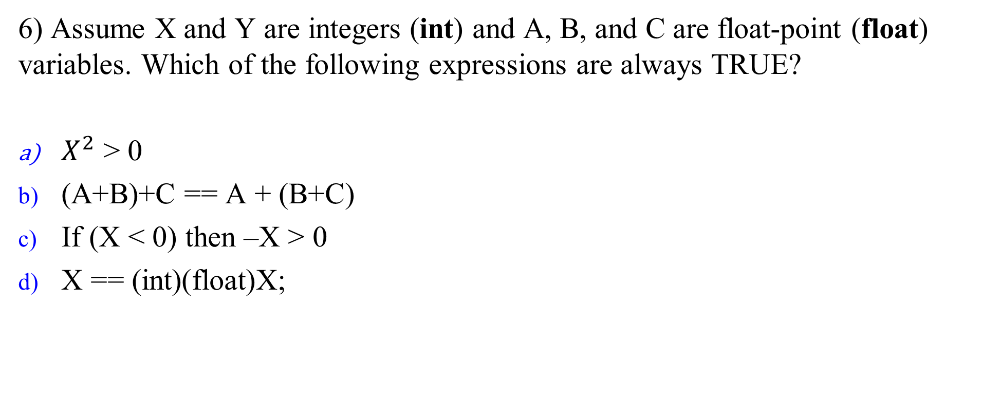 6) Assume X and Y are integers (int) and A, B, and C are float-point (float)
variables. Which of the following expressions are always TRUE?
a) X² > 0
b) (A+B)+C == A + (B+C)
c) If (X < 0) then –X > 0
d) X == (int)(float)X;